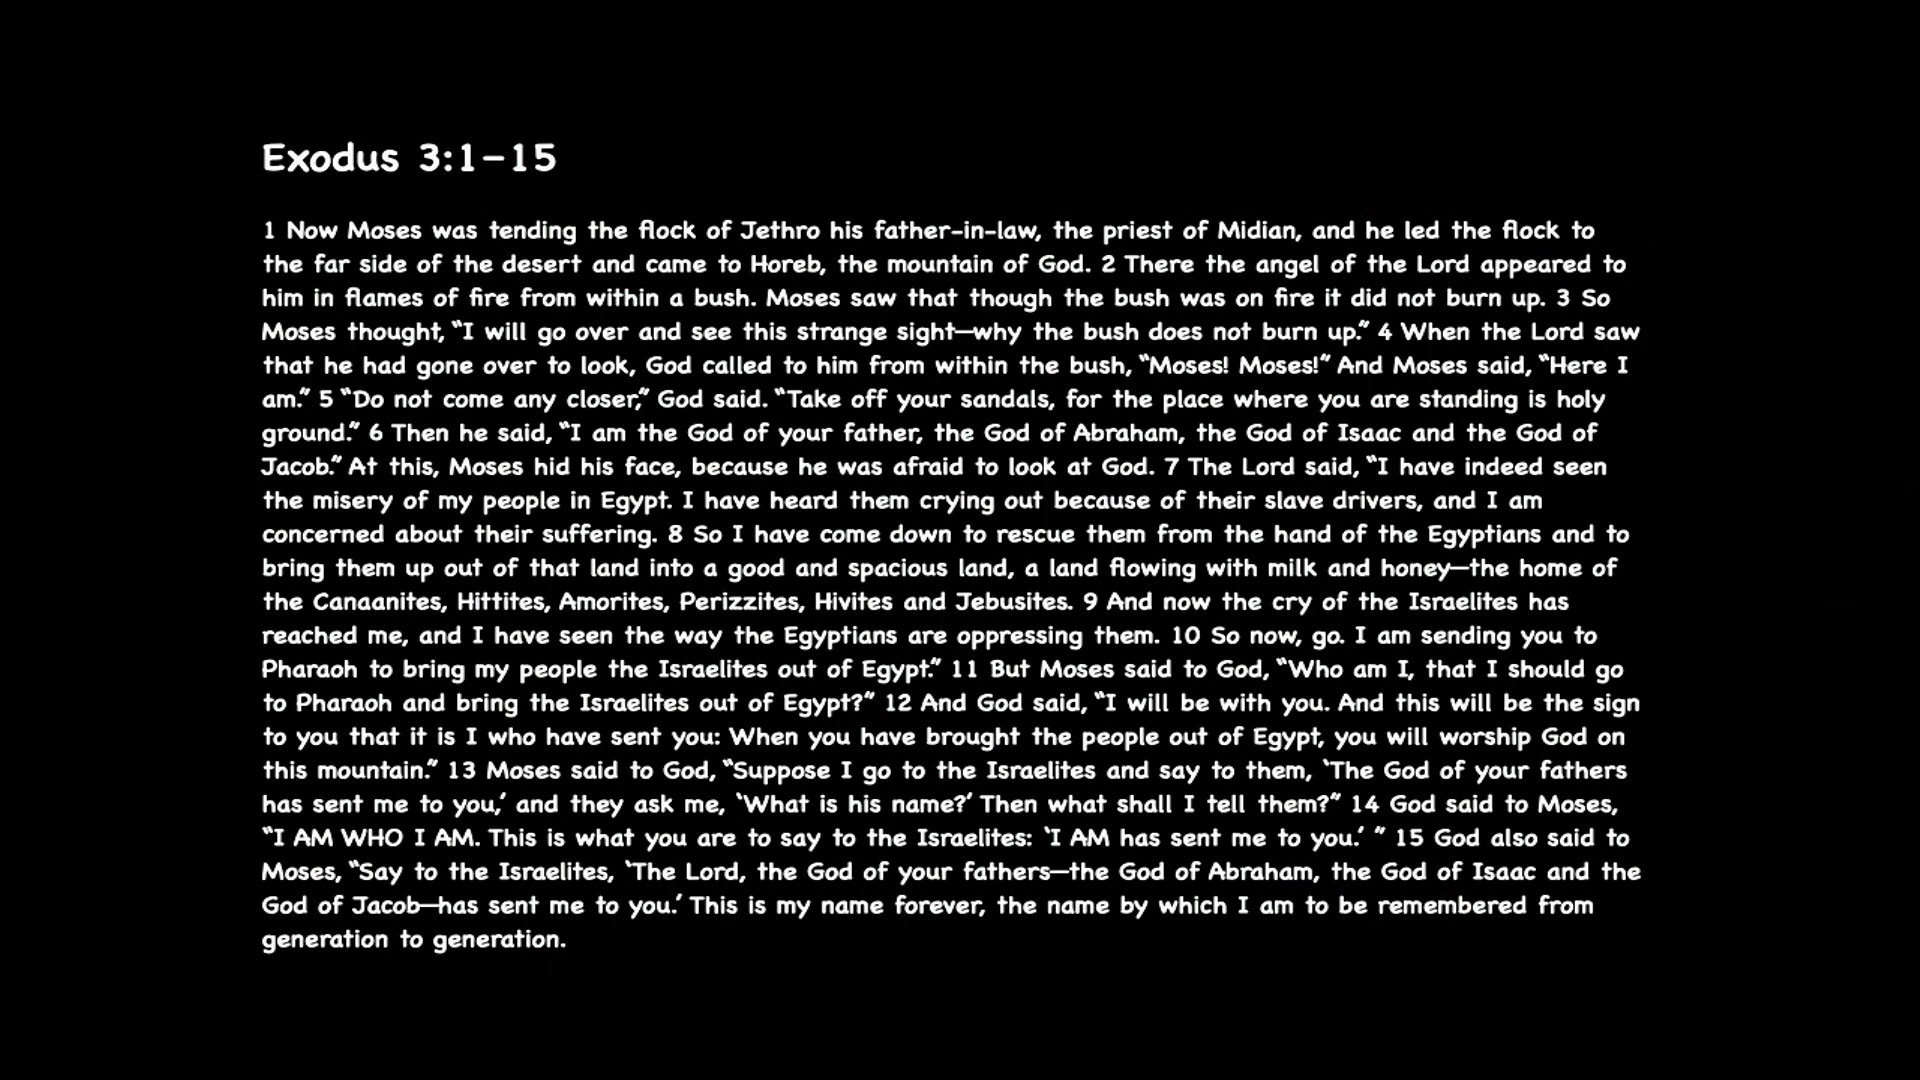 Exodus 3:1–15
1 Now Moses was tending the flock of Jethro his father-in-law, the priest of Midian, and he led the flock to
the far side of the desert and came to Horeb, the mountain of God. 2 There the angel of the Lord appeared to
him in flames of fire from within a bush. Moses saw that though the bush was on fire it did not burn up. 3 So
Moses thought, “I will go over and see this strange sight—why the bush does not burn up.” 4 When the Lord saw
that he had gone over to look, God called to him from within the bush, “Moses! Moses!” And Moses said, “Here I
am.” 5 “Do not come any closer,” God said. “Take off your sandals, for the place where you are standing is holy
ground.” 6 Then he said, “I am the God of your father, the God of Abraham, the God of Isaac and the God of
Jacob.” At this, Moses hid his face, because he was afraid to look at God. 7 The Lord said, “I have indeed seen
the misery of my people in Egypt. I have heard them crying out because of their slave drivers, and I am
concerned about their suffering. 8 So I have come down to rescue them from the hand of the Egyptians and to
bring them up out of that land into a good and spacious land, a land flowing with milk and honey—the home of
the Canaanites, Hittites, Amorites, Perizzites, Hivites and Jebusites. 9 And now the cry of the Israelites has
reached me, and I have seen the way the Egyptians are oppressing them. 10 So now, go. I am sending you to
Pharaoh to bring my people the Israelites out of Egypt.” 11 But Moses said to God, “Who am I, that I should go
to Pharaoh and bring the Israelites out of Egypt?” 12 And God said, “I will be with you. And this will be the sign
to you that it is I who have sent you: When you have brought the people out of Egypt, you will worship God on
this mountain.” 13 Moses said to God, “Suppose I go to the Israelites and say to them, ‘The God of your fathers
has sent me to you,’ and they ask me, ‘What is his name?’ Then what shall I tell them?” 14 God said to Moses,
“I AM WHO I AM. This is what you are to say to the Israelites: ‘I AM has sent me to you.’ ” 15 God also said to
Moses, “Say to the Israelites, ‘The Lord, the God of your fathers—the God of Abraham, the God of Isaac and the
God of Jacob—has sent me to you.’ This is my name forever, the name by which I am to be remembered from
generation to generation.